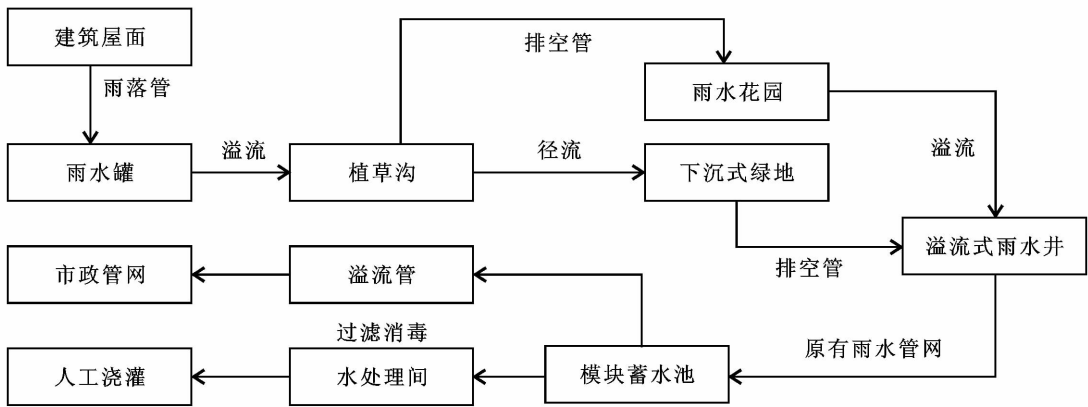 建筑屋面
排空管
雨落管
雨水花园
雨水罐
溢流
植草沟
径流
下沉式绿地
溢流
溢流式雨水井
排空管
市政管网
溢流管
过滤消毒
原有雨水管网
人工浇灌
水处理间
模块蓄水池